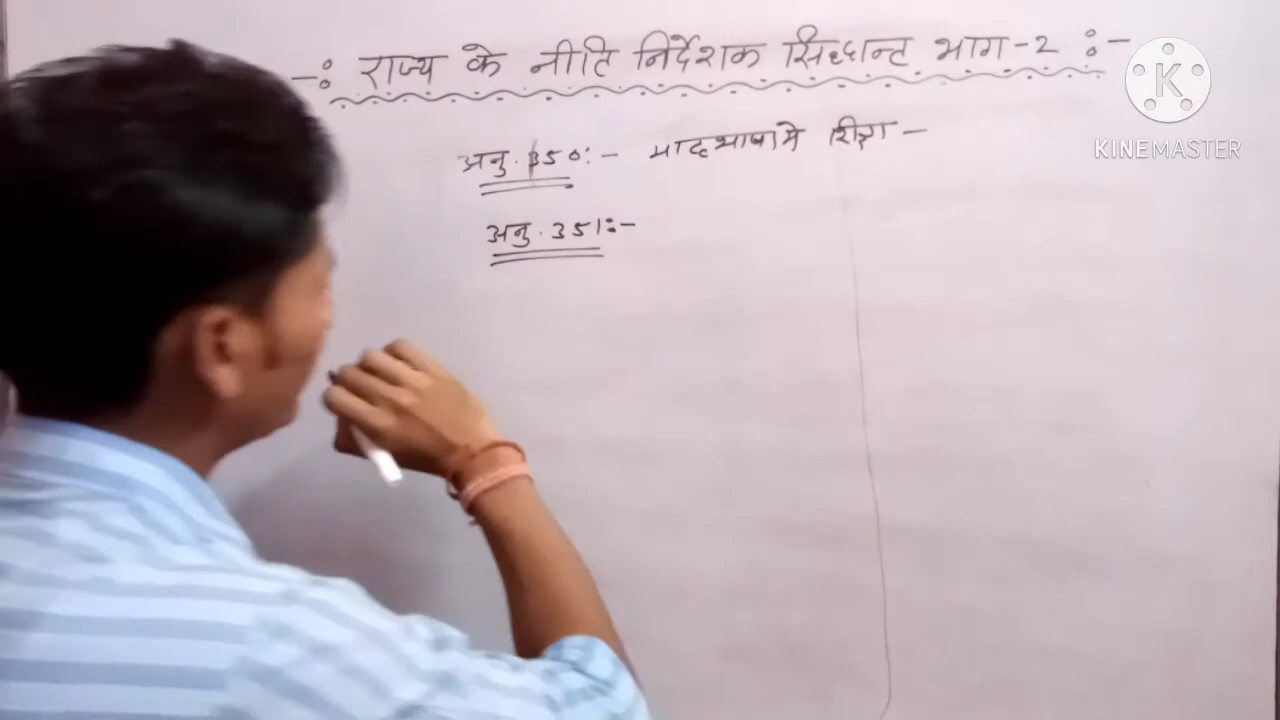 -: राज्य के नीति निर्देशक सिद्धान्त भाग-2 :-
K
KINEMASTER
अनु. 350:- मातृभाषा मे शिक्षा -
अनु. 351:-